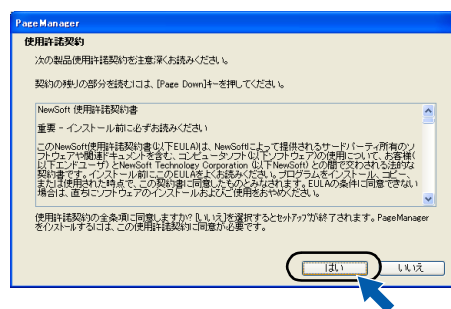 PageManager
使用許諾契約
次の製品使用許諾契約を注意深くお読みください。
契約の残りの部分を読むには、[Page Down]キーを押してください。
NewSoft 使用許諾契約書
重要 - インストール前に必ずお読みください
このNewSoft使用許諾契約書(以下EULA)は、NewSoftによって提供されるサードパーティ所有のソ
フトウェアや関連ドキュメントを含む、コンピュータソフト(以下ソフトウェア)の使用について、お客様(
以下エンドユーザ)とNewSoft Technology Corporation (以下NewSoft) との間で交わされる法的な
契約書です。インストール前にこのEULAをよくお読みください。プログラムをインストール、コピー、
または使用された時点で、この契約書に同意したものとみなされます。EULAの条件に同意できない
場合は、直ちにソフトウェアのインストールおよびご使用をおやめください。
使用許諾契約の全条項に同意しますか? [いいえ]を選択するとセットアップが終了されます。PageManager
をインストールするには、この使用許諾契約に同意が必要です。
はい
いいえ